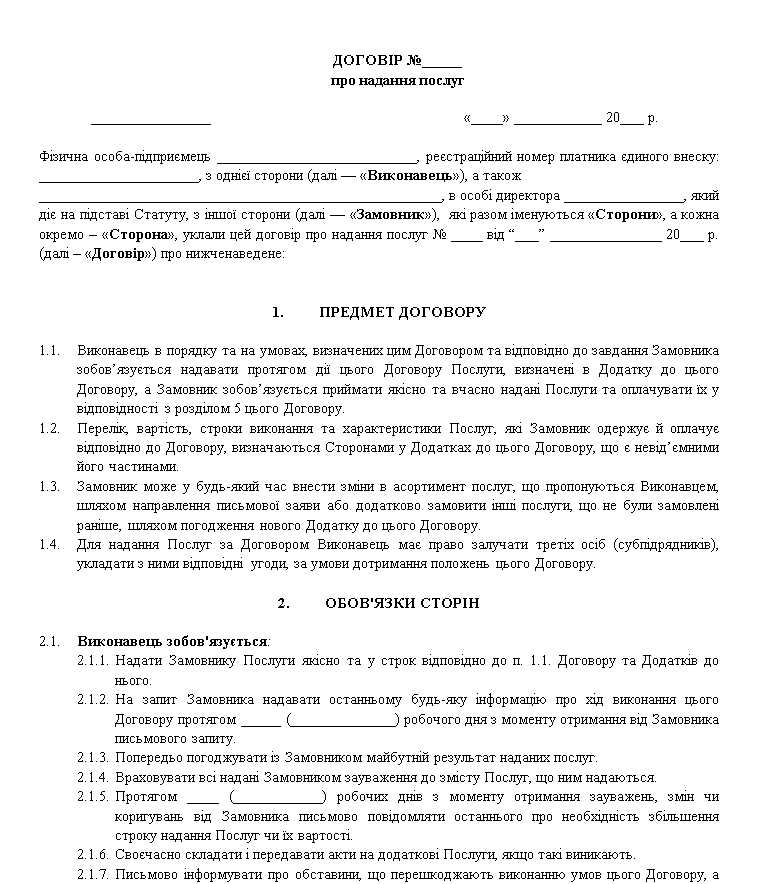 ДОГОВІР №_____
про надання послуг
_______________ «____» ___________ 20___ р.
Фізична особа-підприємець _________________________, реєстраційний номер платника єдиного внеску:
____________________, з однієї сторони (далі — «Виконавець»), а також
__________________________________________________, в особі директора _______________, який
діє на підставі Статуту, з іншої сторони (далі — «Замовник»), які разом іменуються «Сторони», а кожна
окремо – «Сторона», уклали цей договір про надання послуг № ____ від “___” ______________ 20___ р.
(далі – «Договір») про нижченаведене:
1. ПРЕДМЕТ ДОГОВОРУ
1.1. Виконавець в порядку та на умовах, визначених цим Договором та відповідно до завдання Замовника
зобов’язується надавати протягом дії цього Договору Послуги, визначені в Додатку до цього
Договору, а Замовник зобов’язується приймати якісно та вчасно надані Послуги та оплачувати їх у
відповідності з розділом 5 цього Договору.
1.2. Перелік, вартість, строки виконання та характеристики Послуг, які Замовник одержує й оплачує
відповідно до Договору, визначаються Сторонами у Додатках до цього Договору, що є невід’ємними
його частинами.
1.3. Замовник може у будь-який час внести зміни в асортимент послуг, що пропонуються Виконавцем,
шляхом направлення письмової заяви або додатково замовити інші послуги, що не були замовлені
раніше, шляхом погодження нового Додатку до цього Договору.
1.4. Для надання Послуг за Договором Виконавець має право залучати третіх осіб (субпідрядників),
укладати з ними відповідні угоди, за умови дотримання положень цього Договору.
2. ОБОВ'ЯЗКИ СТОРІН
2.1. Виконавець зобов'язується:
2.1.1. Надати Замовнику Послуги якісно та у строк відповідно до п. 1.1. Договору та Додатків до
нього.
2.1.2. На запит Замовника надавати останньому будь-яку інформацію про хід виконання цього
Договору протягом _____ (_____________) робочого дня з моменту отримання від Замовника
письмового запиту.
2.1.3. Попередьо погоджувати із Замовником майбутній результат наданих послуг.
2.1.4. Враховувати всі надані Замовником зауваження до змісту Послуг, що ним надаються.
2.1.5. Протягом ____ (___________) робочих днів з моменту отримання зауважень, змін чи
коригувань від Замовника письмово повідомляти останнього про необхідність збільшення
строку надання Послуг чи їх вартості.
2.1.6. Своєчасно складати і передавати акти на додаткові Послуги, якщо такі виникають.
2.1.7. Письмово інформувати про обставини, що перешкоджають виконанню умов цього Договору, а